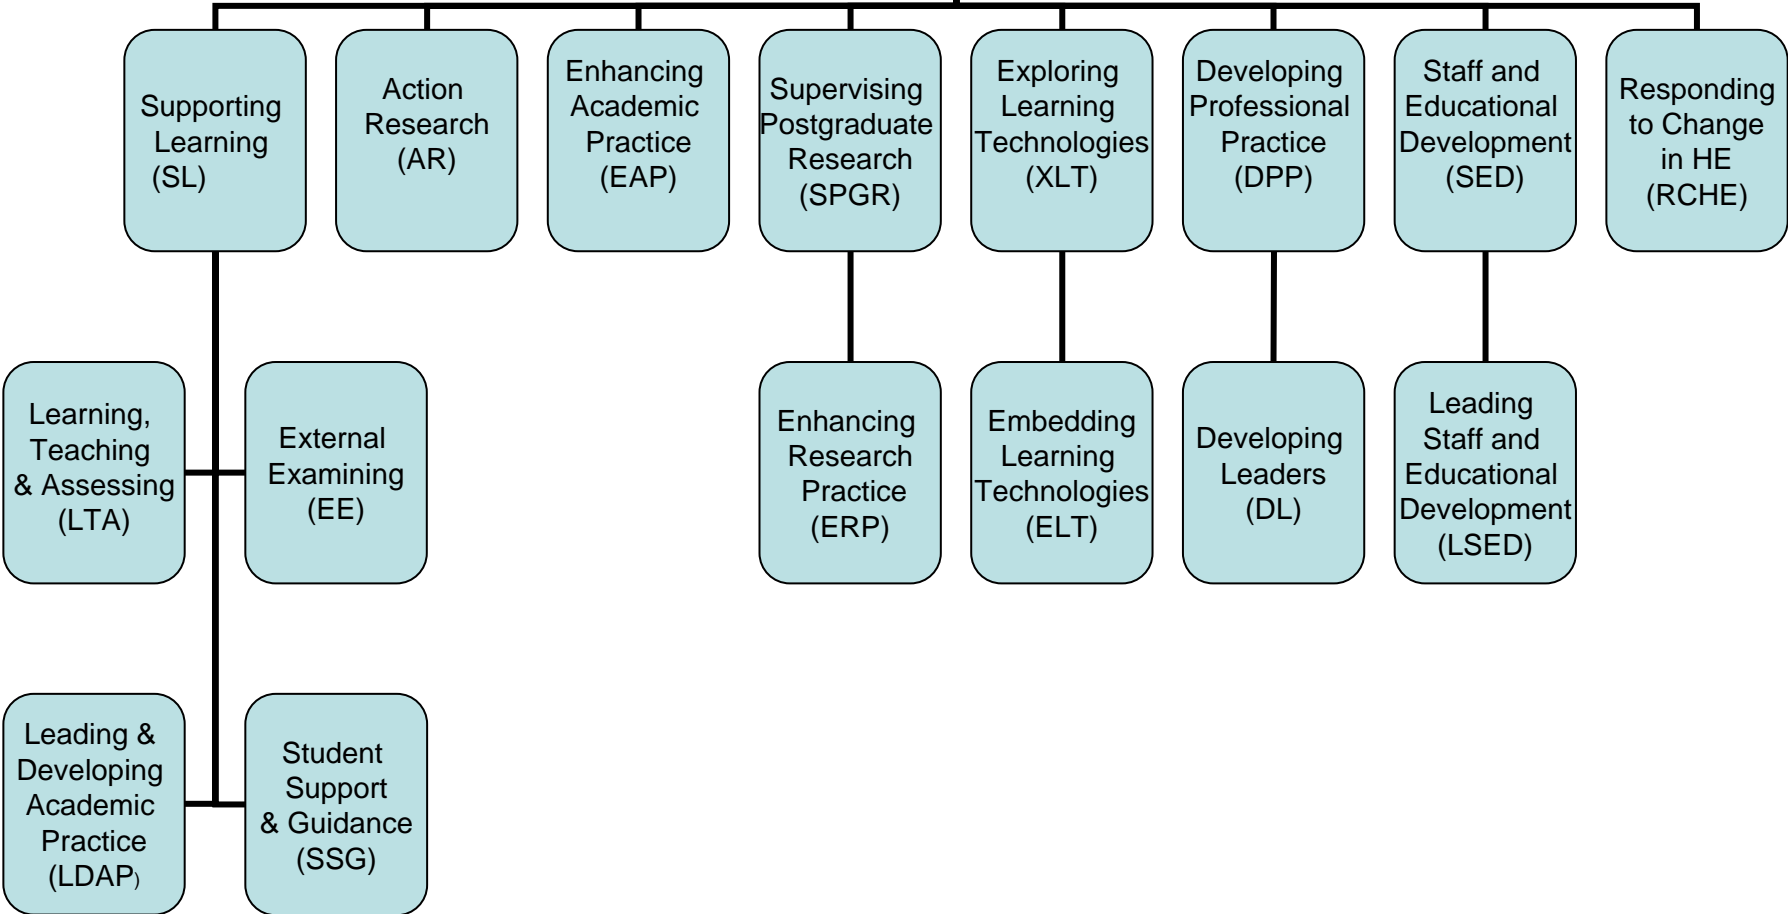 Supporting
Learning
(SL)
Action
Research
(AR)
Enhancing
Academic
Practice
(EAP)
Supervising
Postgraduate
Research
(SPGR)
Exploring
Learning
Technologies
(XLT)
Developing
Professional
Practice
(DPP)
Staff and
Educational
Development
(SED)
Responding
to Change
in HE
(RCHE)
Learning,
Teaching
& Assessing
(LTA)
External
Examining
(EE)
Enhancing
Research
Practice
(ERP)
Embedding
Learning
Technologies
(ELT)
Developing
Leaders
(DL)
Leading
Staff and
Educational
Development
(LSED)
Leading &
Developing
Academic
Practice
(LDAP)
Student
Support
& Guidance
(SSG)